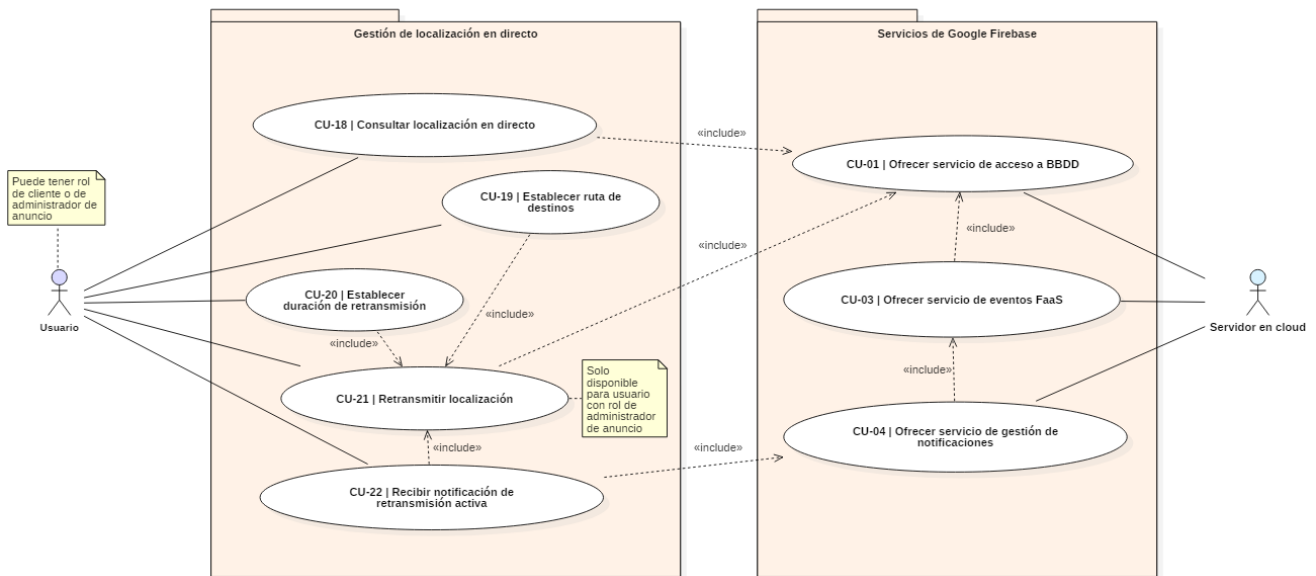 Gestión de localización en directo
Servicios de Google Firebase
CU-18 | Consultar localización en directo
«include»
CU-01 | Ofrecer servicio de acceso a BBDD
Puede tener rol
de cliente o de
administrador de
anuncio
CU-19 | Establecer ruta de
destinos
«include»
«include»
CU-20 | Establecer
duración de retransmisión
CU-03 | Ofrecer servicio de eventos FaaS
Usuario
Servidor en cloud
«include»
«include»
«include»
Solo
disponible
para usuario
con rol de
administrador
de anuncio
CU-21 | Retransmitir localización
CU-04 | Ofrecer servicio de gestión de
notificaciones
«include»
«include»
CU-22 | Recibir notificación de
retransmisión activa